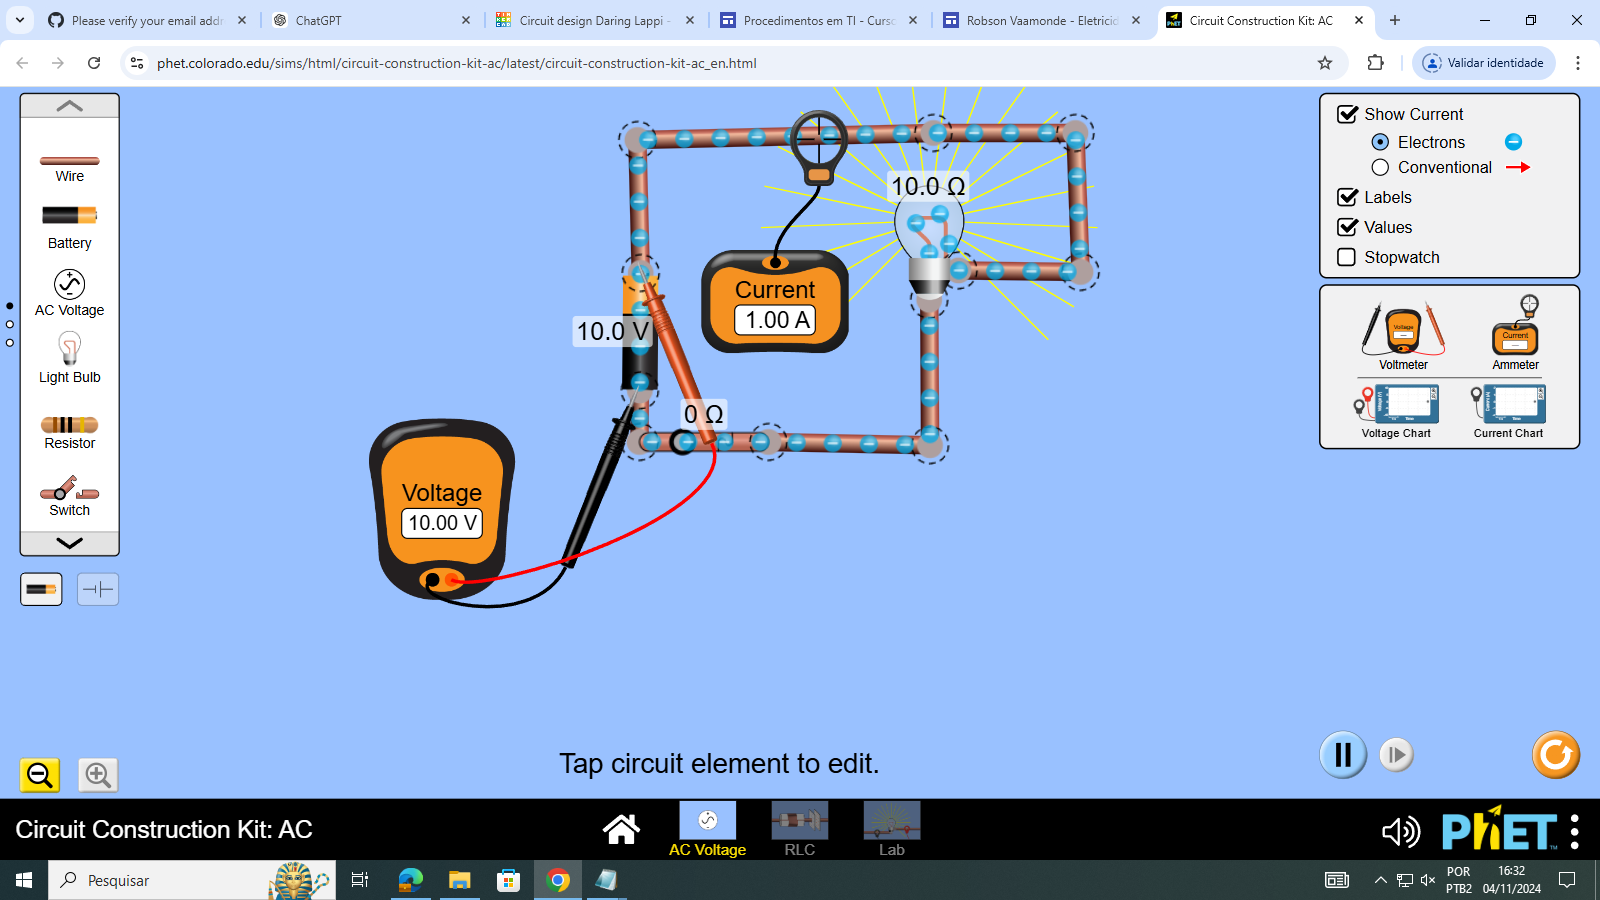 Please verify your email addr
ChatGPT
Circuit design Daring Lappi -
Procedimentos em TI - Curso
Robson Vaamonde - Eletricid
Circuit Construction Kit: AC
phet.colorado.edu/sims/html/circuit-construction-kit-ac/latest/circuit-construction-kit-ac_en.html
Validar identidade
Wire
Battery
AC Voltage
Light Bulb
Resistor
Switch
10.0 Ω
Current
1.00 A
10.0 V
0 Ω
Voltage
10.00 V
Show Current
Electrons
Conventional
Labels
Values
Stopwatch
Voltage
Current
Voltmeter
Ammeter
Voltage Chart
Current Chart
Tap circuit element to edit.
Circuit Construction Kit: AC
AC Voltage
RLC
Lab
PhET
Pesquisar
POR
PTB2
16:32
04/11/2024